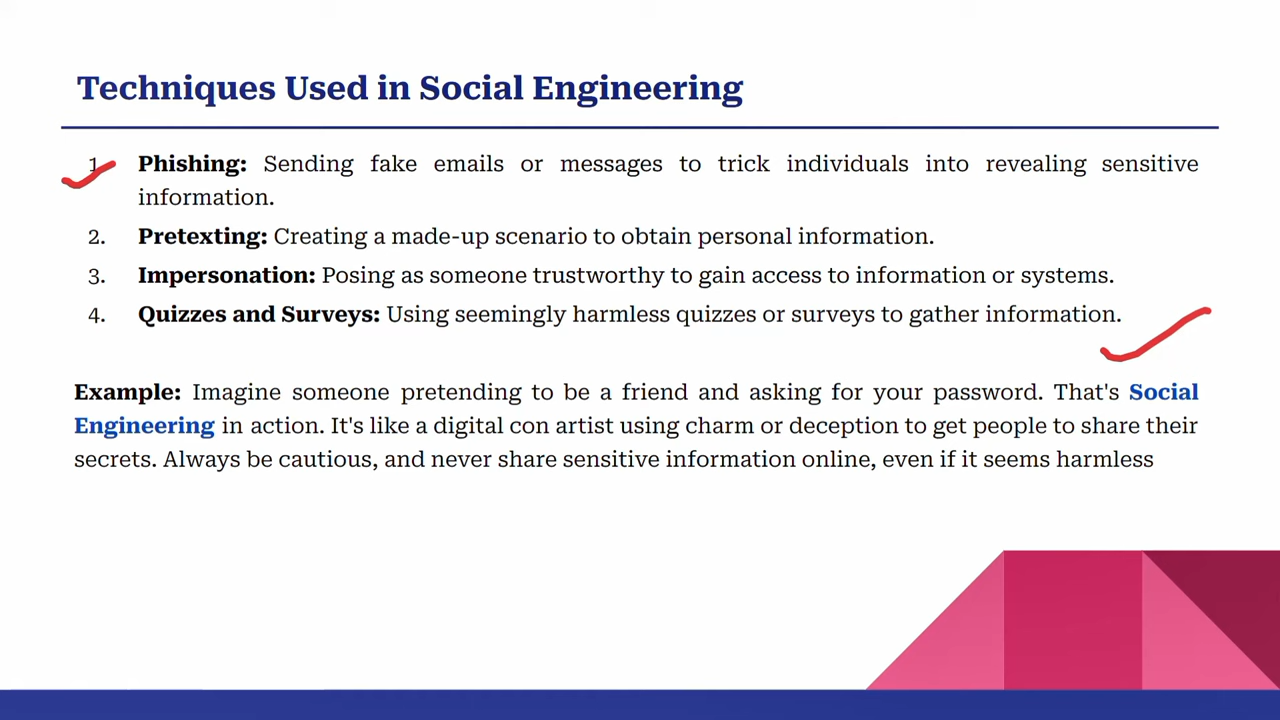 Techniques Used in Social Engineering
1. Phishing: Sending fake emails or messages to trick individuals into revealing sensitive
information.
2. Pretexting: Creating a made-up scenario to obtain personal information.
3. Impersonation: Posing as someone trustworthy to gain access to information or systems.
4. Quizzes and Surveys: Using seemingly harmless quizzes or surveys to gather information.
Example: Imagine someone pretending to be a friend and asking for your password. That's Social
Engineering in action. It's like a digital con artist using charm or deception to get people to share their
secrets. Always be cautious, and never share sensitive information online, even if it seems harmless